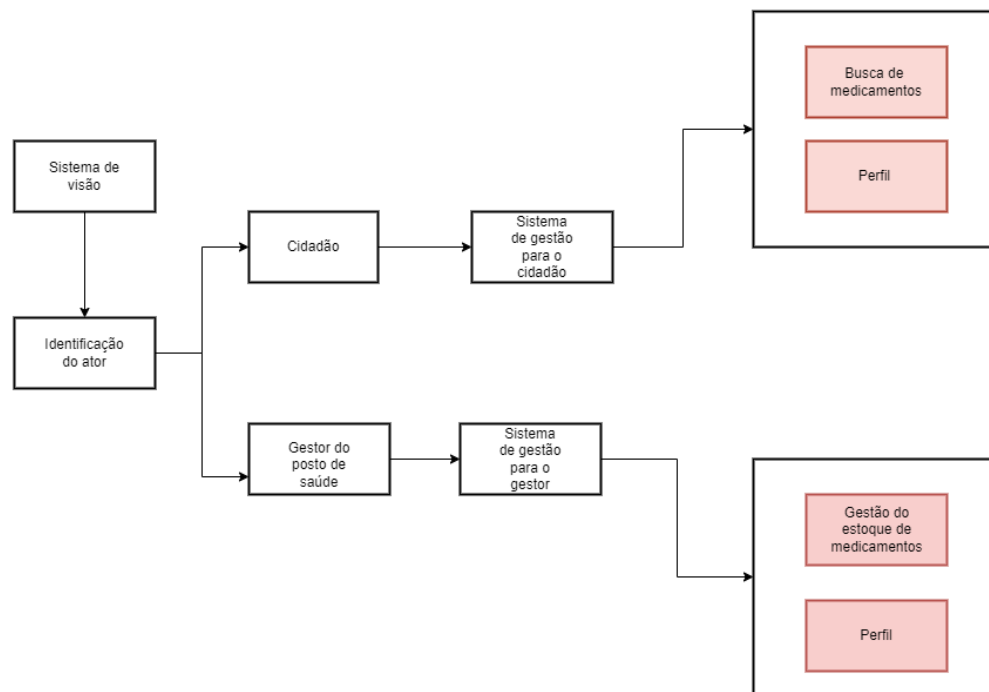 Busca de
medicamentos
Sistema de
visão
Perfil
Cidadão
Sistema
de gestão
para o
cidadão
Identificação
do ator
Gestor do
posto de
saúde
Sistema
de gestão
para o
gestor
Gestão do
estoque de
medicamentos
Perfil